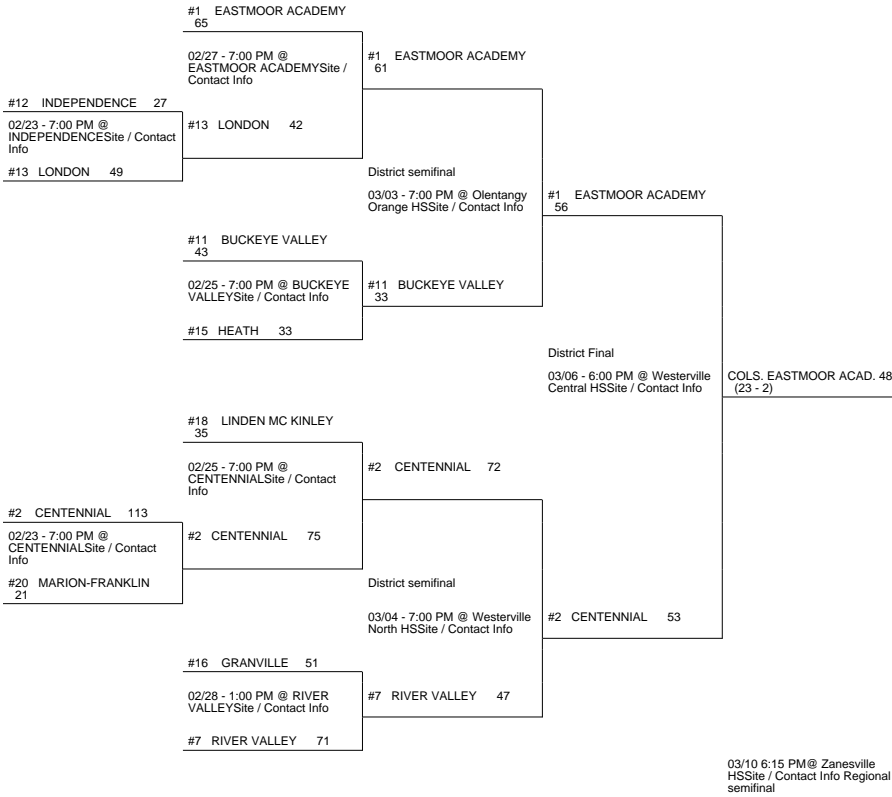 #1 EASTMOOR ACADEMY
65
02/27 - 7:00 PM @
EASTMOOR ACADEMYSite /
Contact Info
#1 EASTMOOR ACADEMY
61
#12 INDEPENDENCE 27
02/23 - 7:00 PM @
INDEPENDENCESite / Contact
Info
#13 LONDON 49
#13 LONDON 42
District semifinal
03/03 - 7:00 PM @ Olentangy
Orange HSSite / Contact Info
#1 EASTMOOR ACADEMY
56
#11 BUCKEYE VALLEY
43
02/25 - 7:00 PM @ BUCKEYE
VALLEYSite / Contact Info
#11 BUCKEYE VALLEY
33
#15 HEATH 33
District Final
03/06 - 6:00 PM @ Westerville
Central HSSite / Contact Info
COLS. EASTMOOR ACAD. 48
(23 - 2)
#18 LINDEN MC KINLEY
35
02/25 - 7:00 PM @
CENTENNIALSite / Contact
Info
#2 CENTENNIAL 72
#2 CENTENNIAL 113
02/23 - 7:00 PM @
CENTENNIALSite / Contact
Info
#20 MARION-FRANKLIN
21
#2 CENTENNIAL 75
District semifinal
03/04 - 7:00 PM @ Westerville
North HSSite / Contact Info
#2 CENTENNIAL 53
#16 GRANVILLE 51
02/28 - 1:00 PM @ RIVER
VALLEYSite / Contact Info
#7 RIVER VALLEY 47
#7 RIVER VALLEY 71
03/10 6:15 PM@ Zanesville
HSSite / Contact Info Regional
semifinal